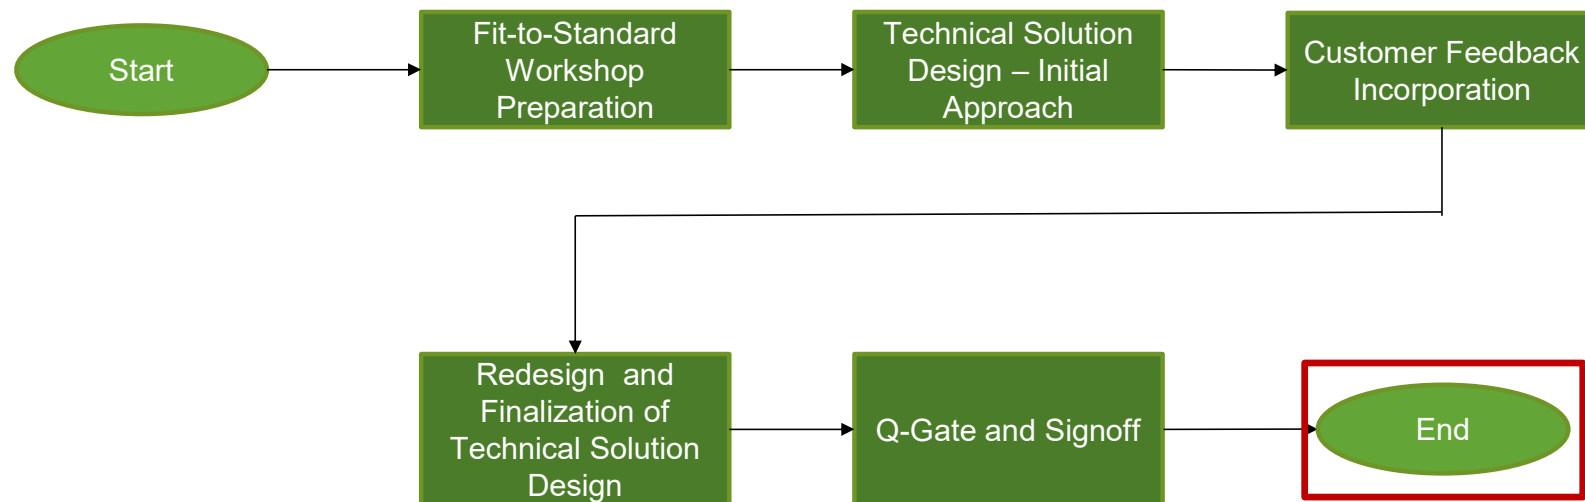 Start
Fit-to-Standard
Workshop
Preparation
Technical Solution
Design – Initial
Approach
Customer Feedback
Incorporation
Redesign  and
Finalization of
Technical Solution
Design
Q-Gate and Signoff
End